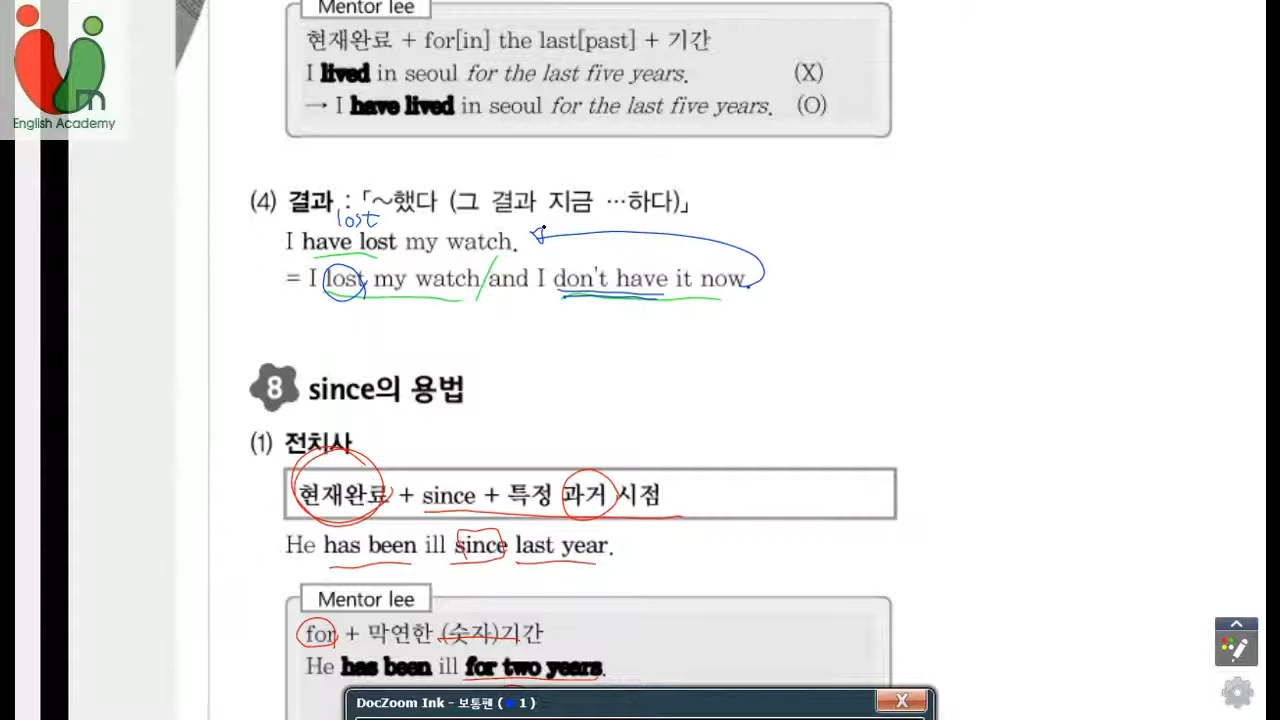 Mentor lee
현재완료 + for[in] the last[past] + 기간
I lived in seoul for the last five years. (X)
→ I have lived in seoul for the last five years. (O)
m
English Academy
(4) 결과 : 「~했다 (그 결과 지금 …하다)」
lost
I have lost my watch.
= I lost my watch / and I don't have it now.
8 since의 용법
(1) 전치사
현재완료 + since + 특정 과거 시점
He has been ill since last year.
Mentor lee
for + 막연한 (숫자)기간
He has been ill for two years.
DocZoom Ink - 보통펜 ( 1 )
X